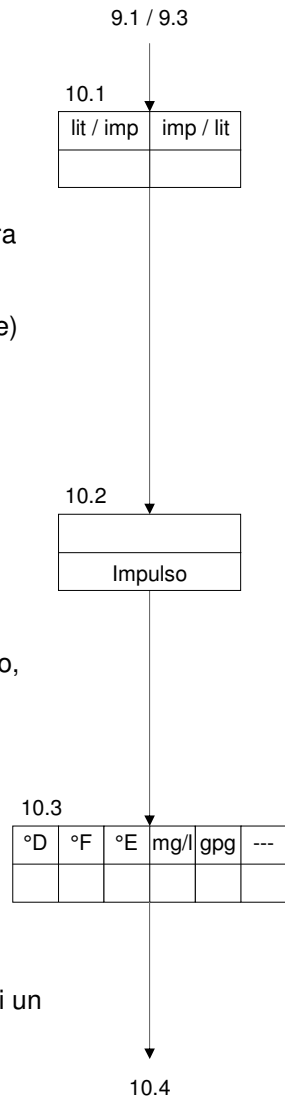 9.1 / 9.3
10.1
lit / imp imp / lit
ra
e)
10.2
Impulso
o,
10.3
°D °F °E mg/l gpg ---
i un
10.4